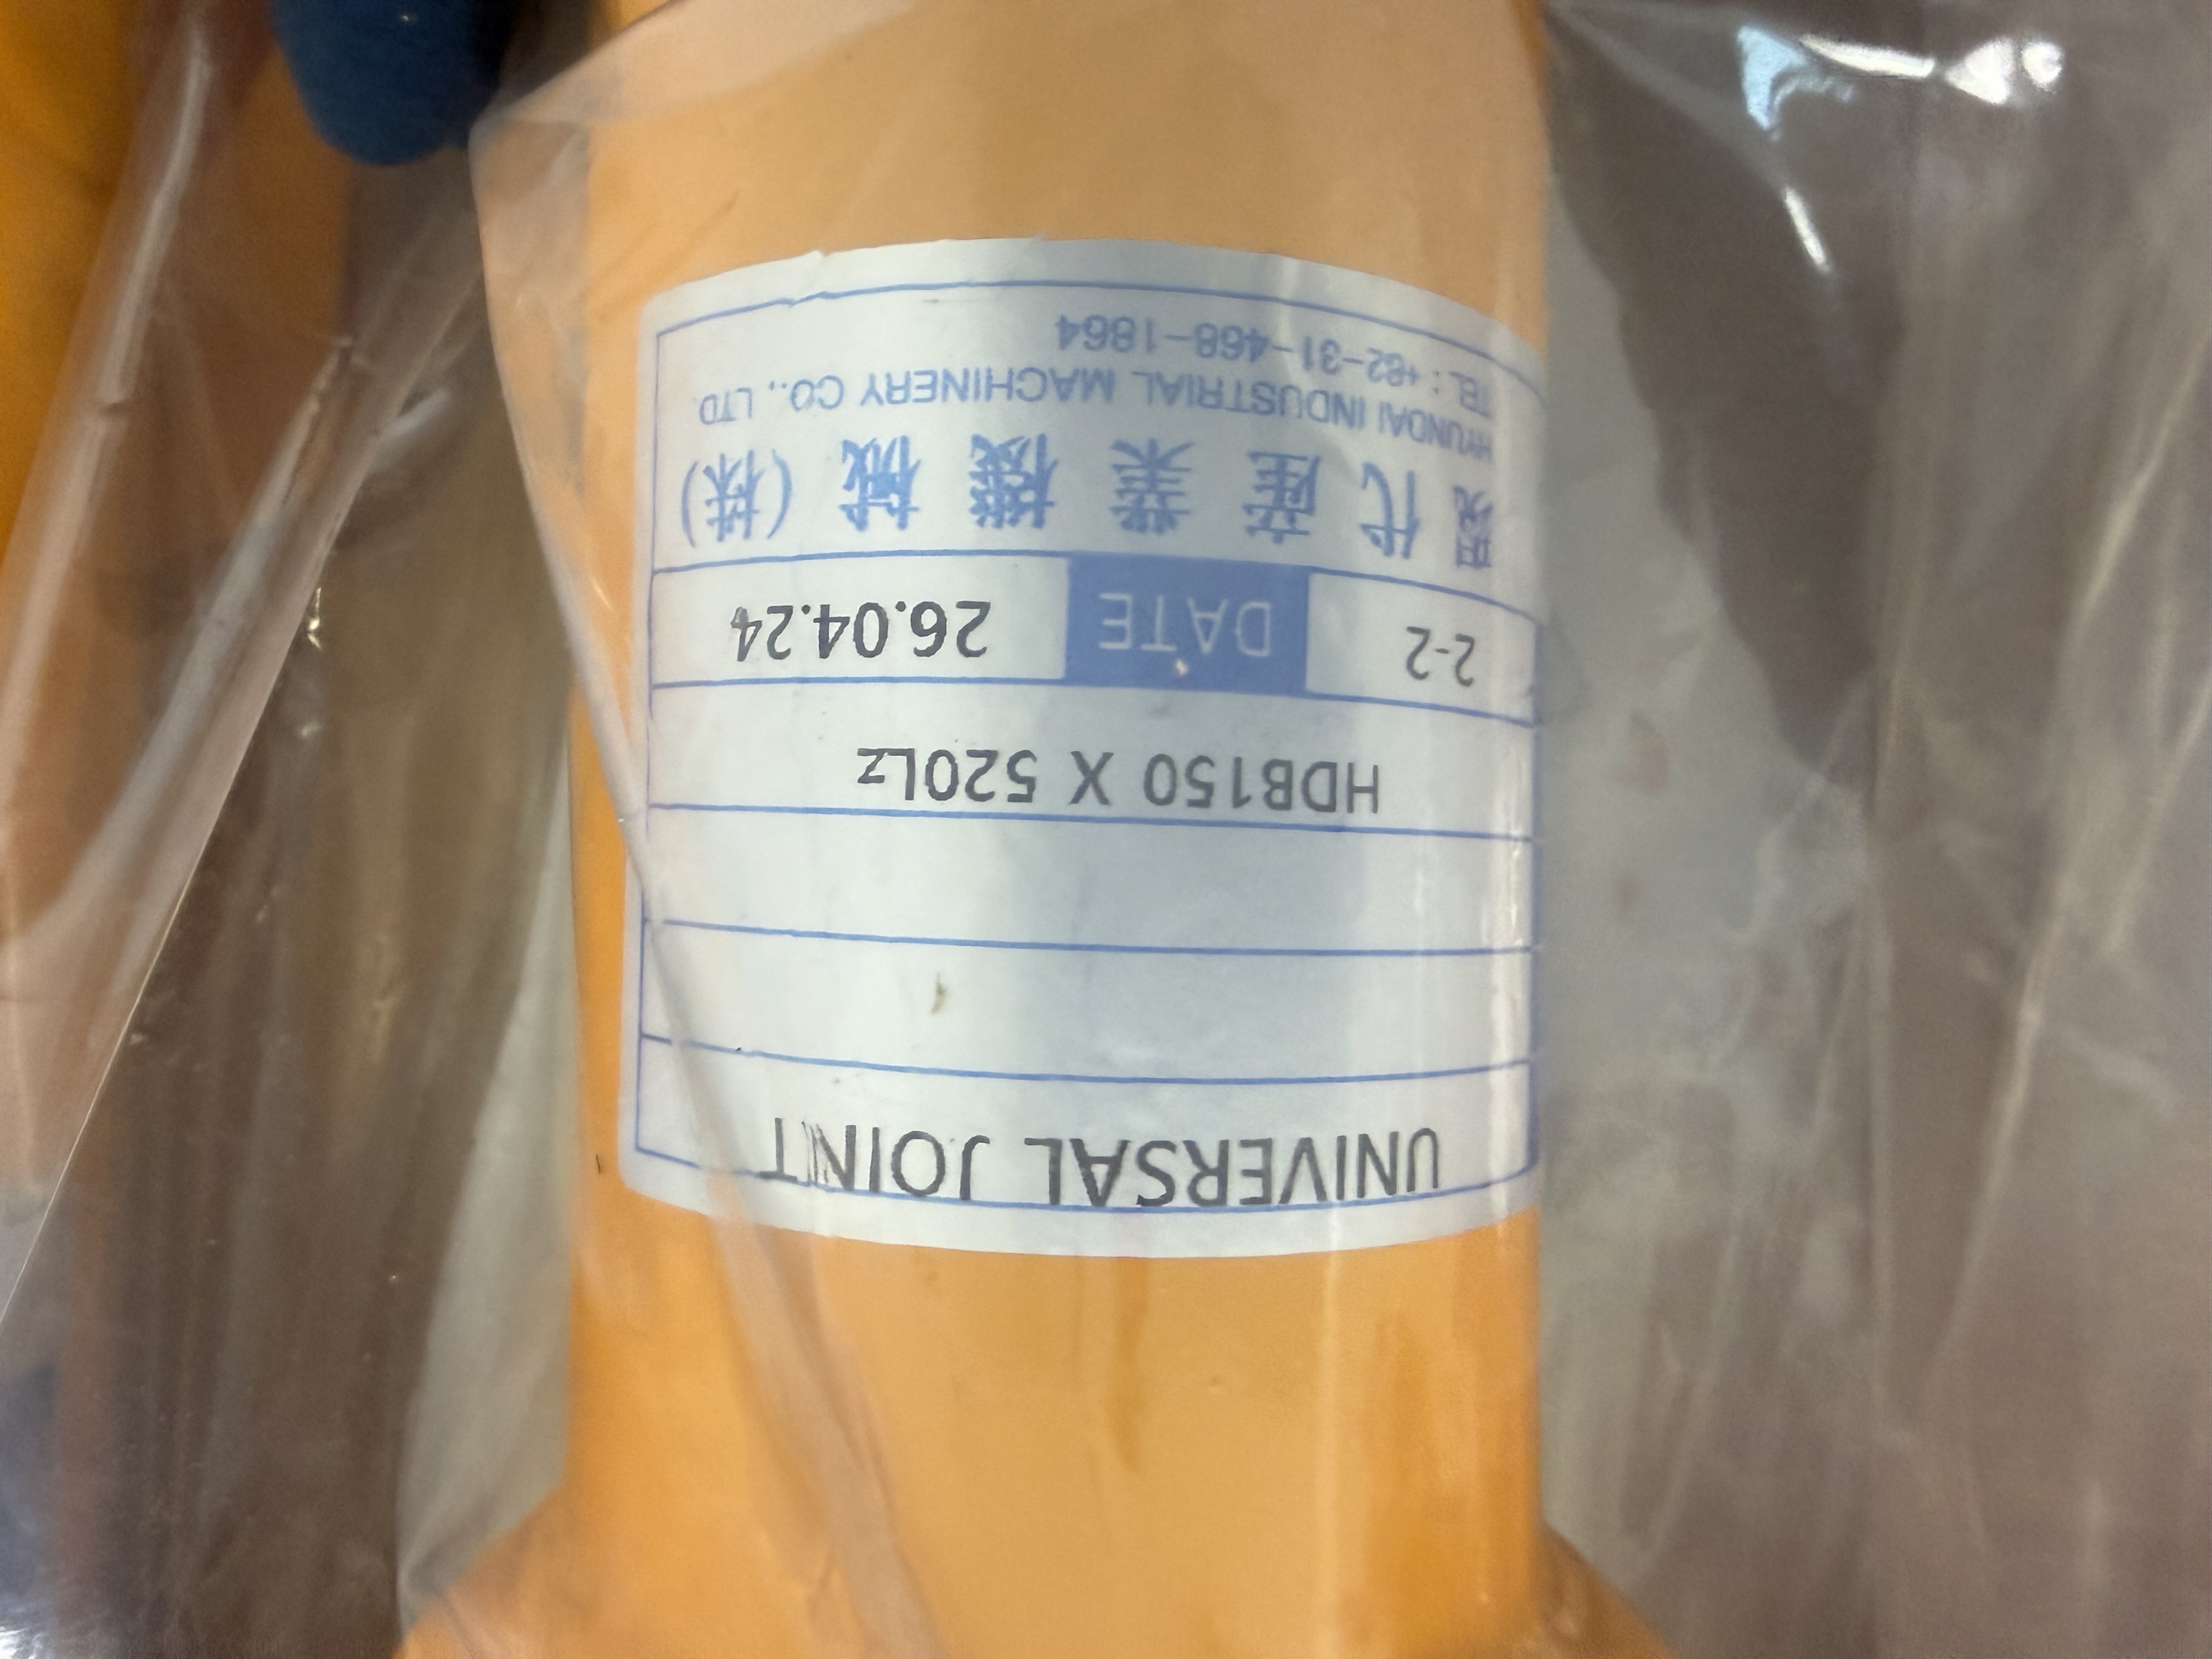 UNIVERSAL JOINT
HDB150 X 520Lz
2-2 DATE 26.04.24
現代産業機械(株)
HYUNDAI INDUSTRIAL MACHINERY CO., LTD
TEL : +82-31-468-1864